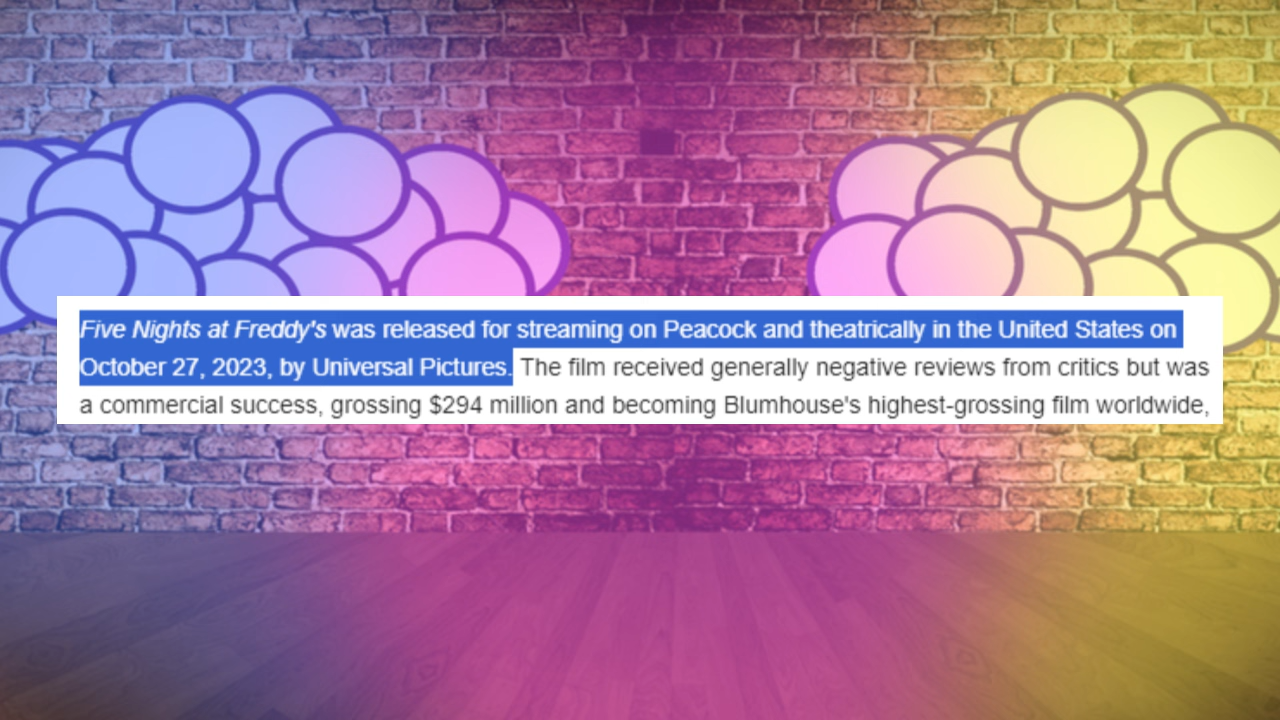 Five Nights at Freddy's was released for streaming on Peacock and theatrically in the United States on
October 27, 2023, by Universal Pictures. The film received generally negative reviews from critics but was
a commercial success, grossing $294 million and becoming Blumhouse's highest-grossing film worldwide,